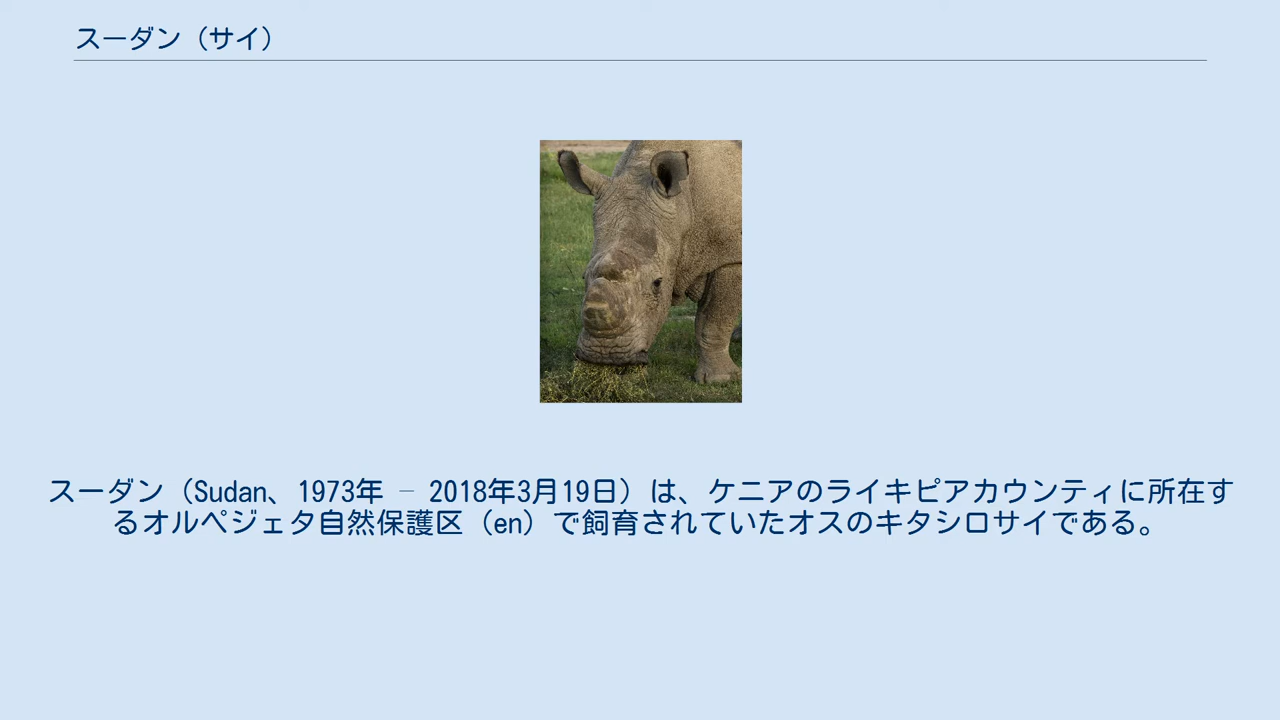 スーダン（サイ）
スーダン（Sudan、1973年 – 2018年3月19日）は、ケニアのライキピアカウンティに所在す
るオルペジェタ自然保護区（en）で飼育されていたオスのキタシロサイである。